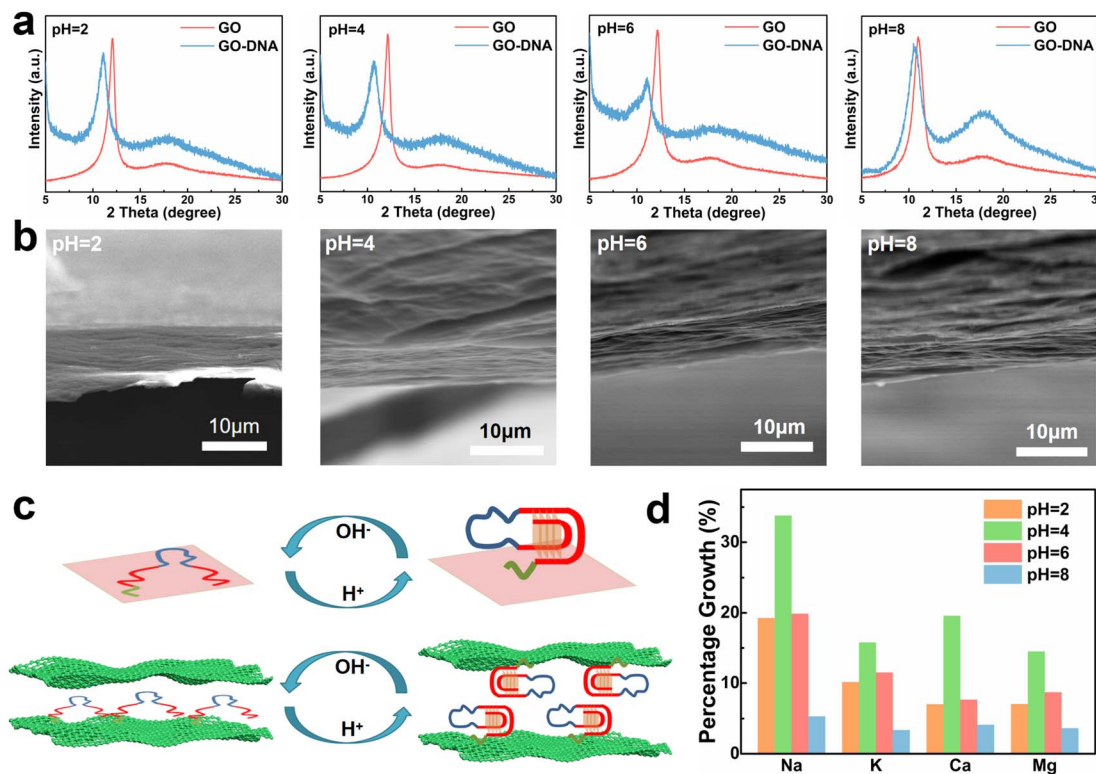 a
pH=2
GO
GO-DNA
Intensity (a.u.)
5 10 15 20 25 30
2 Theta (degree)
pH=4
GO
GO-DNA
Intensity (a.u.)
5 10 15 20 25 30
2 Theta (degree)
pH=6
GO
GO-DNA
Intensity (a.u.)
5 10 15 20 25 30
2 Theta (degree)
pH=8
GO
GO-DNA
Intensity (a.u.)
5 10 15 20 25 30
2 Theta (degree)
b
pH=2
10μm
pH=4
10μm
pH=6
10μm
pH=8
10μm
c
OH-
H+
OH-
H+
d
Percentage Growth (%)
30
20
10
0
pH=2
pH=4
pH=6
pH=8
Na K Ca Mg